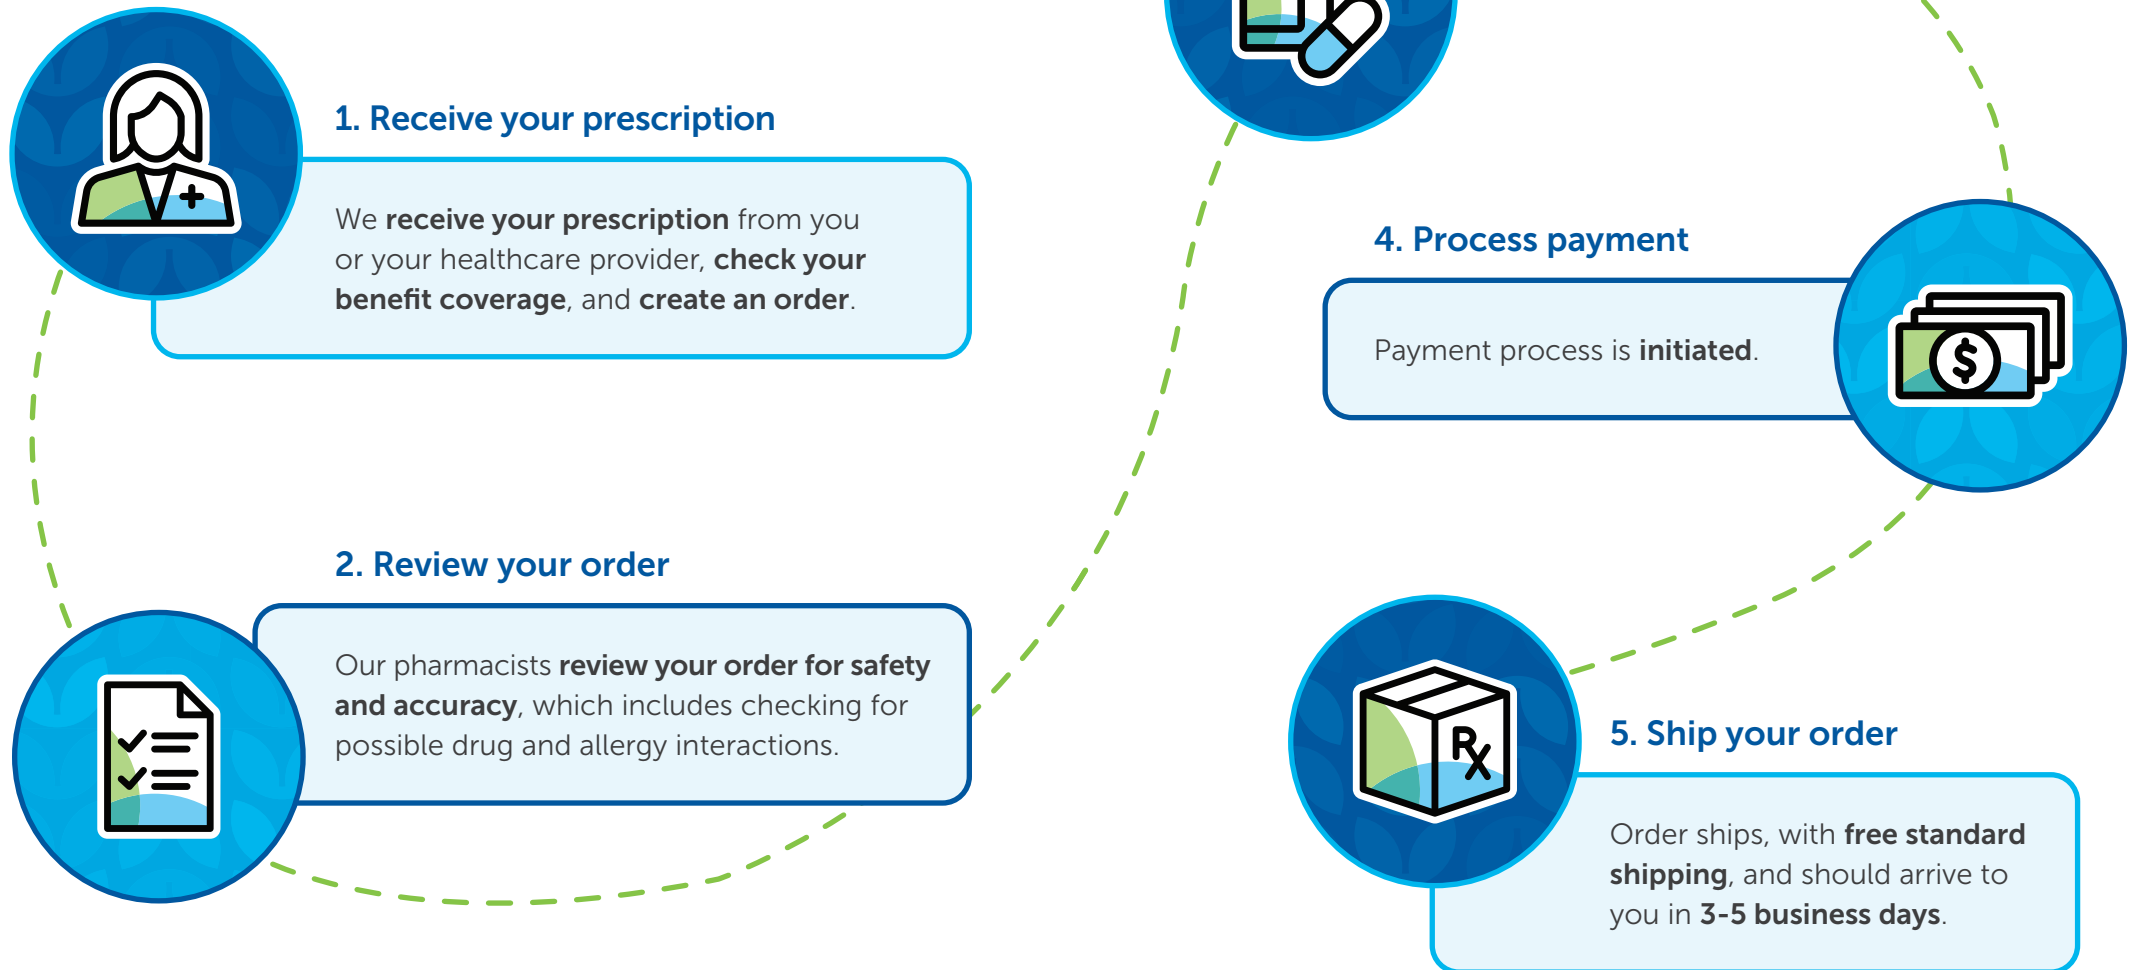 1. Receive your prescription
We receive your prescription from you
or your healthcare provider, check your
benefit coverage, and create an order.
2. Review your order
Our pharmacists review your order for safety
and accuracy, which includes checking for
possible drug and allergy interactions.
4. Process payment
Payment process is initiated.
$
5. Ship your order
Rx
Order ships, with free standard
shipping, and should arrive to
you in 3-5 business days.